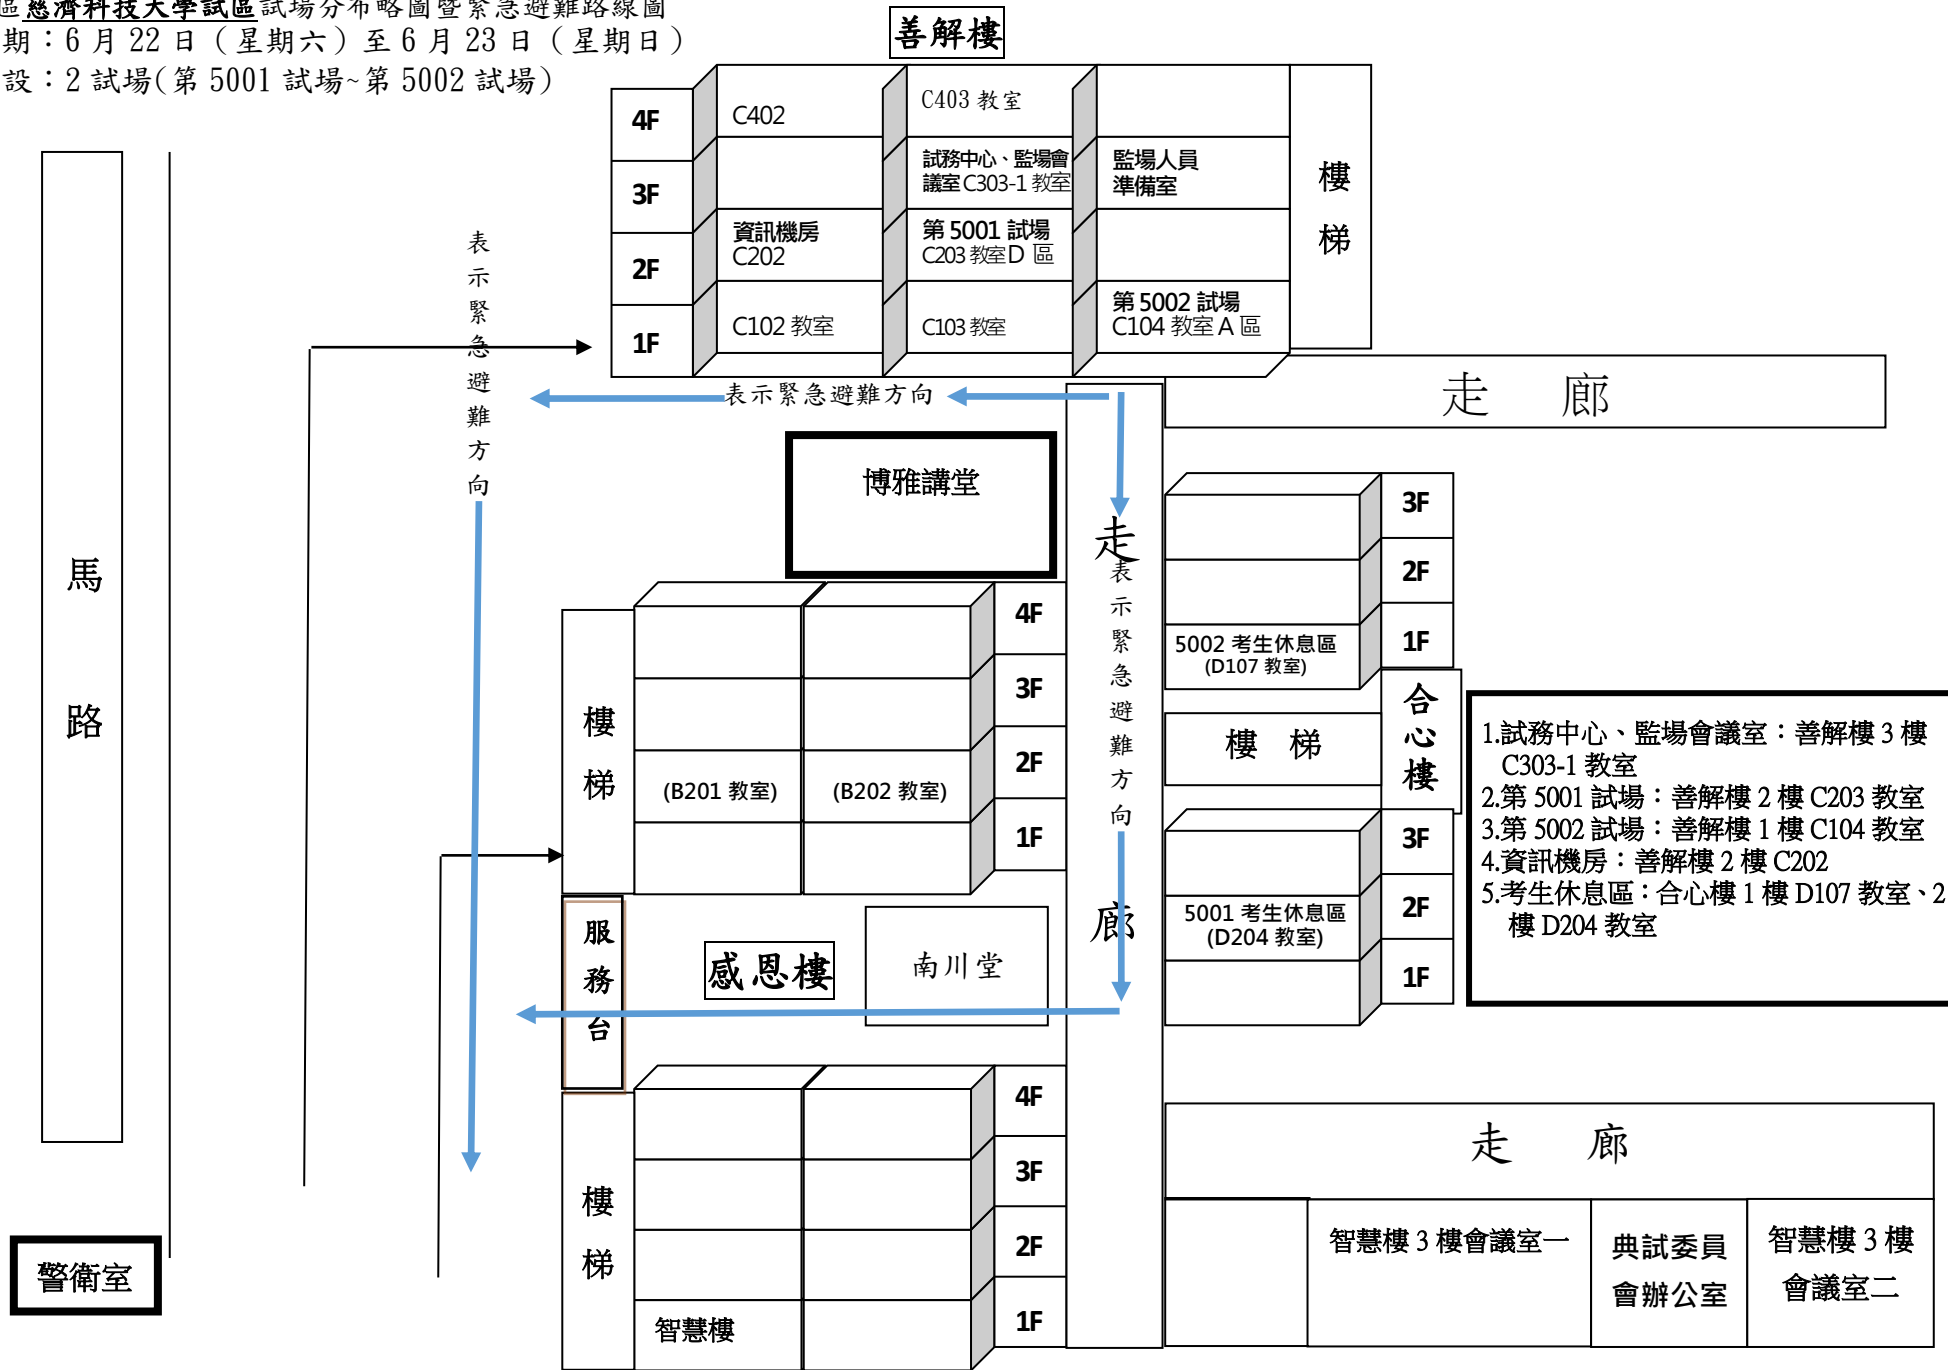 區慈濟科技大學試區試場分布略圖暨緊急避難路線圖
期：6 月 22 日（星期六）至 6 月 23 日（星期日）
設：2 試場(第 5001 試場~第 5002 試場)
善解樓
4F
C402
C403 教室
3F
試務中心、監場會
議室 C303-1 教室
監場人員
準備室
2F
資訊機房
C202
第 5001 試場
C203 教室 D 區
1F
C102 教室
C103 教室
第 5002 試場
C104 教室 A 區
樓
梯
表示緊急避難方向
表示緊急避難方向
走 廊
博雅講堂
馬
路
走
表示緊急避難方向
廊
3F
2F
1F
5002 考生休息區
(D107 教室)
樓 梯
合心樓
3F
2F
1F
5001 考生休息區
(D204 教室)
1.試務中心、監場會議室：善解樓 3 樓
C303-1 教室
2.第 5001 試場：善解樓 2 樓 C203 教室
3.第 5002 試場：善解樓 1 樓 C104 教室
4.資訊機房：善解樓 2 樓 C202
5.考生休息區：合心樓 1 樓 D107 教室、2
樓 D204 教室
樓
梯
4F
3F
2F
1F
(B201 教室)
(B202 教室)
服
務
台
感恩樓
南川堂
樓
梯
4F
3F
2F
1F
智慧樓
走 廊
智慧樓 3 樓會議室一
典試委員
會辦公室
智慧樓 3 樓
會議室二
警衛室